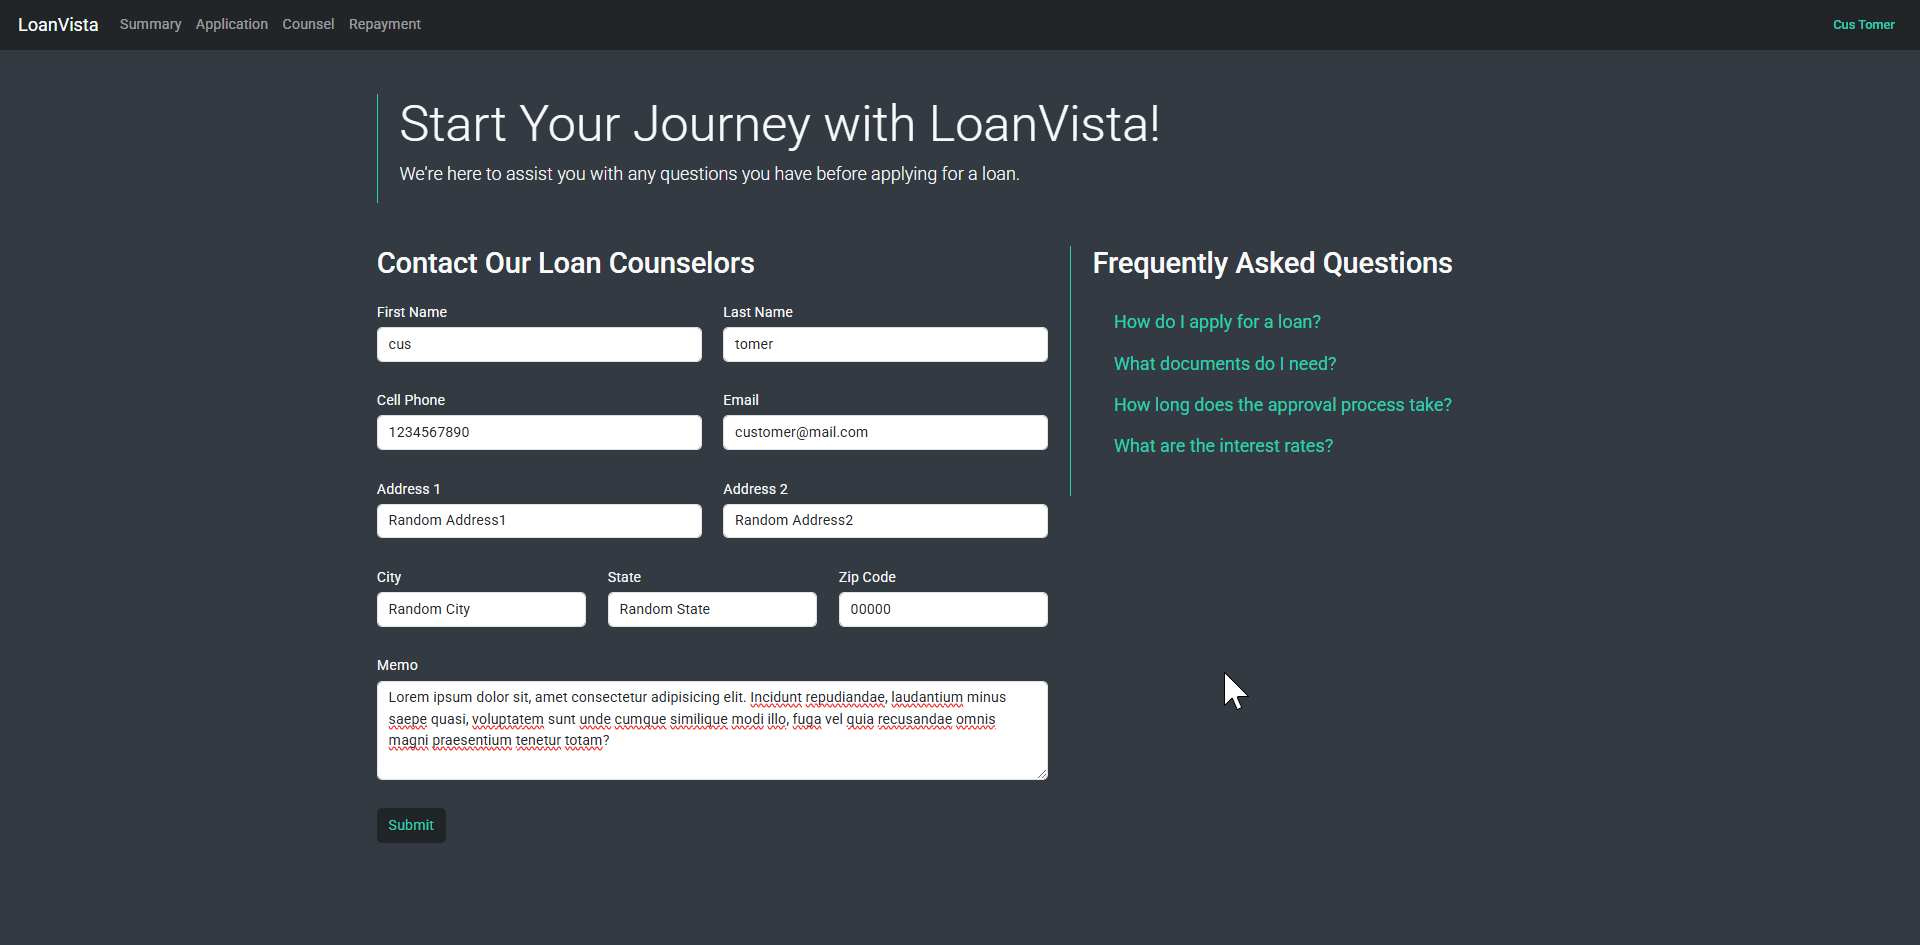 LoanVista Summary Application Counsel Repayment Cus Tomer
Start Your Journey with LoanVista!
We're here to assist you with any questions you have before applying for a loan.
Contact Our Loan Counselors
First Name Last Name
cus tomer
Cell Phone Email
1234567890 customer@mail.com
Address 1 Address 2
Random Address1 Random Address2
City State Zip Code
Random City Random State 00000
Memo
Lorem ipsum dolor sit, amet consectetur adipisicing elit. Incidunt repudiandae, laudantium minus
saepe quasi, voluptatem sunt unde cumque similique modi illo, fuga vel quia recusandae omnis
magni praesentium tenetur totam?
Submit
Frequently Asked Questions
How do I apply for a loan?
What documents do I need?
How long does the approval process take?
What are the interest rates?